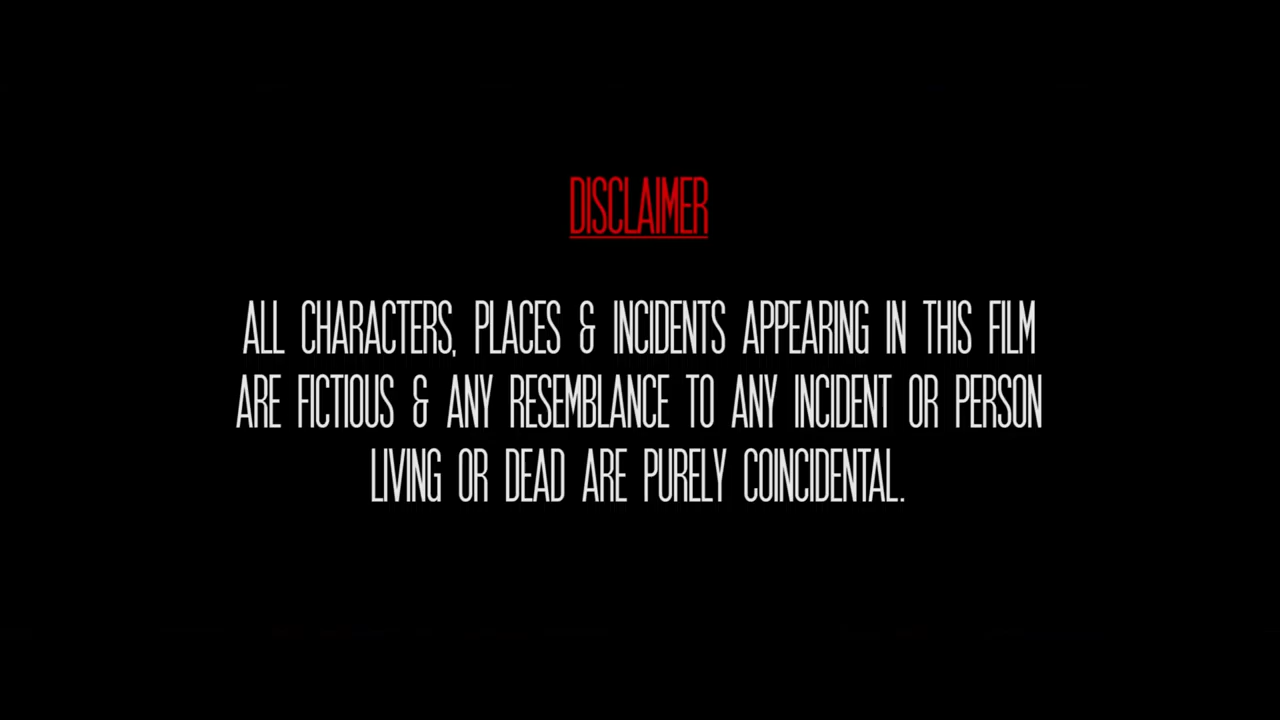 DISCLAIMER
ALL CHARACTERS, PLACES & INCIDENTS APPEARING IN THIS FILM
ARE FICTIOUS & ANY RESEMBLANCE TO ANY INCIDENT OR PERSON
LIVING OR DEAD ARE PURELY COINCIDENTAL.